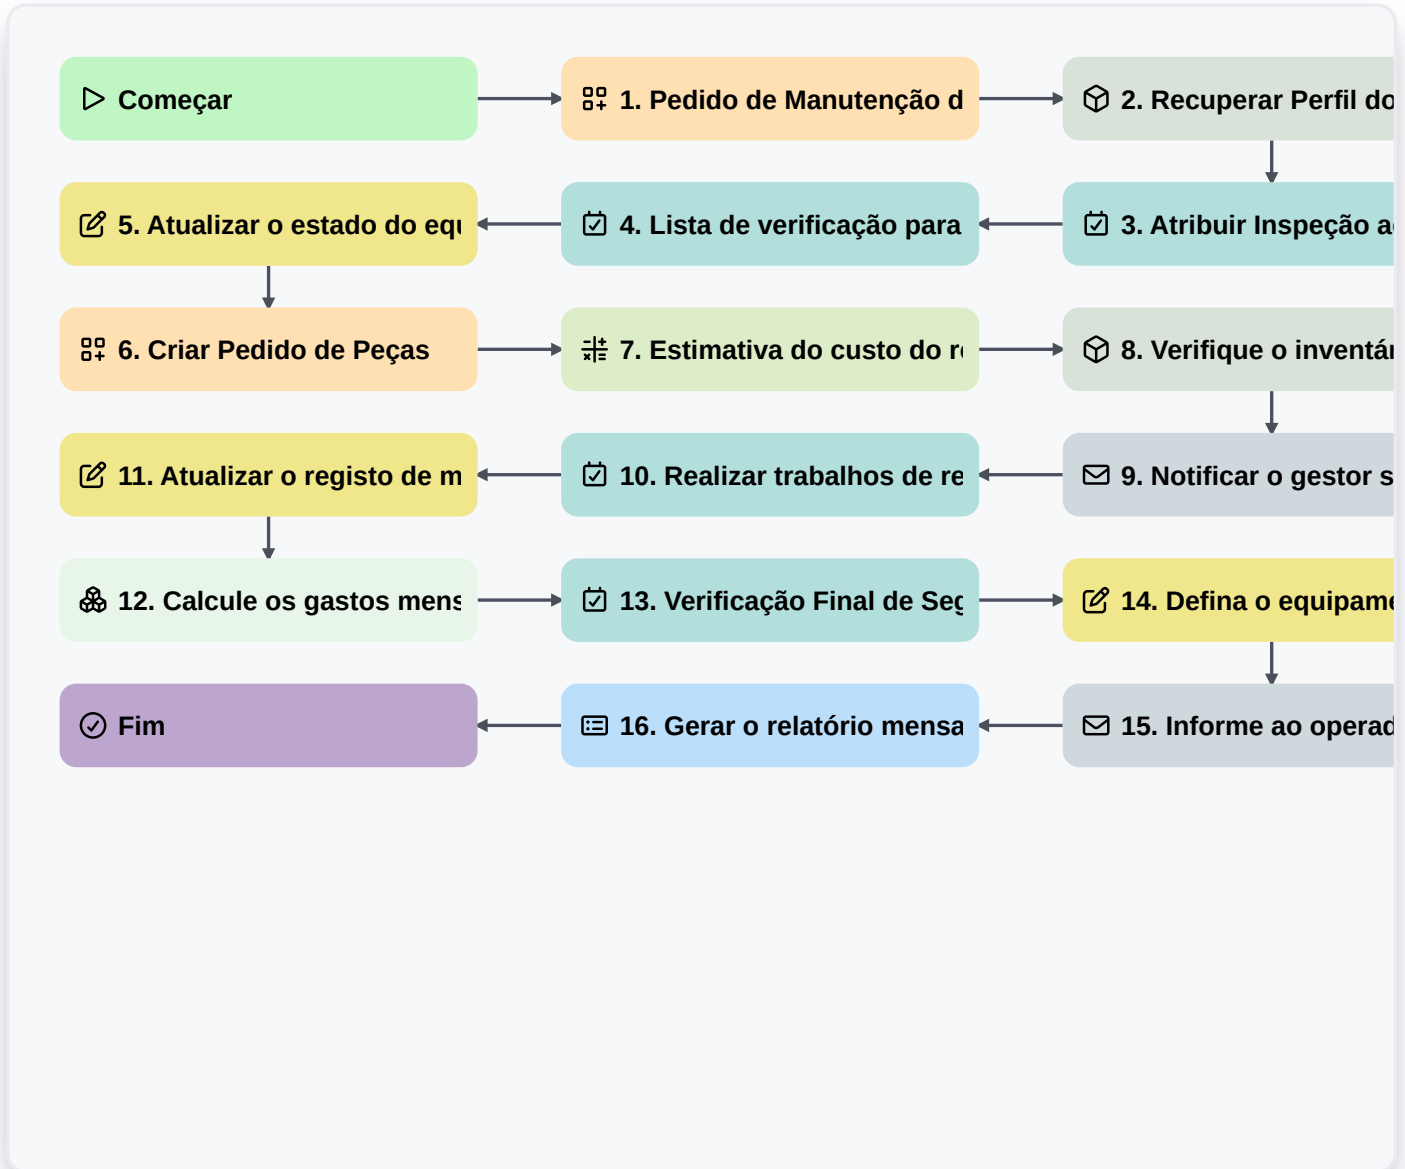 Começar
1. Pedido de Manutenção d
2. Recuperar Perfil do
5. Atualizar o estado do equ
4. Lista de verificação para
3. Atribuir Inspeção a
6. Criar Pedido de Peças
7. Estimativa do custo do r
8. Verifique o inventár
11. Atualizar o registo de m
10. Realizar trabalhos de re
9. Notificar o gestor s
12. Calcule os gastos mens
13. Verificação Final de Seg
14. Defina o equipame
Fim
16. Gerar o relatório mensa
15. Informe ao operad